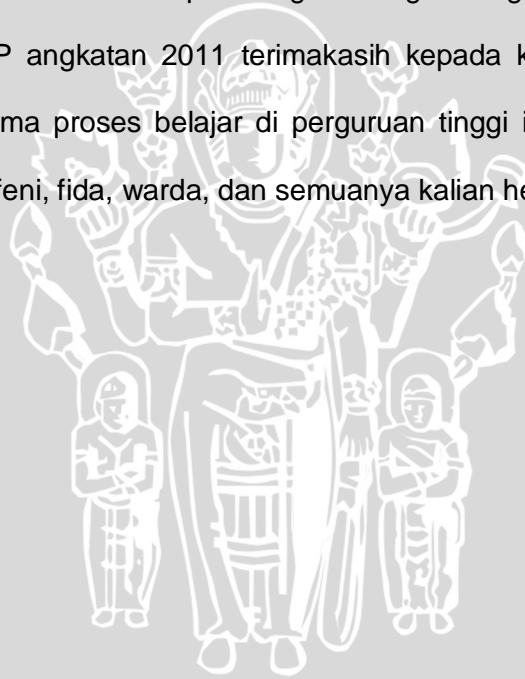 P angkatan 2011 terimakasih kepada k
ma proses belajar di perguruan tinggi i
feni, fida, warda, dan semuanya kalian he